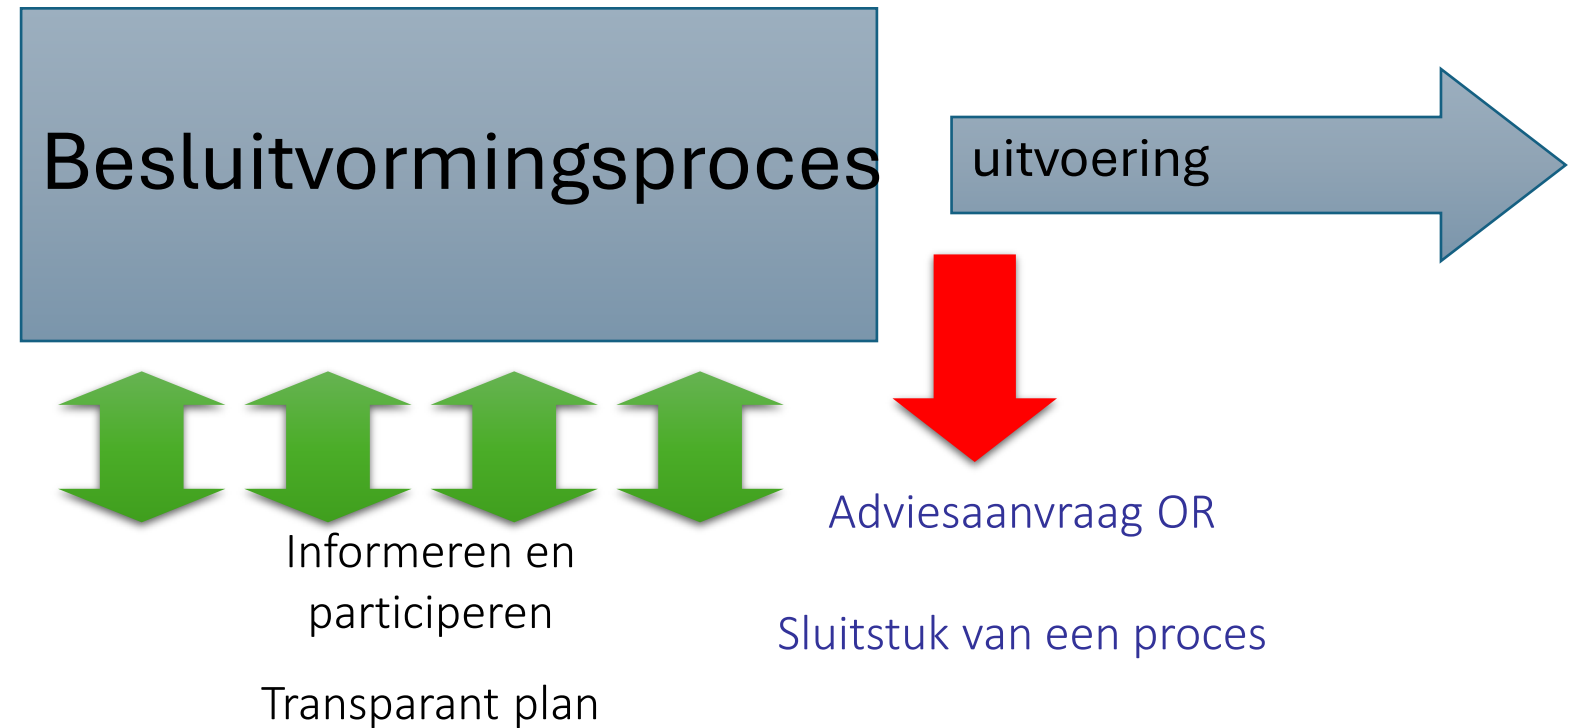 Besluitvormingsproces
uitvoering
Informeren en
participeren
Transparant plan
Adviesaanvraag OR
Sluitstuk van een proces